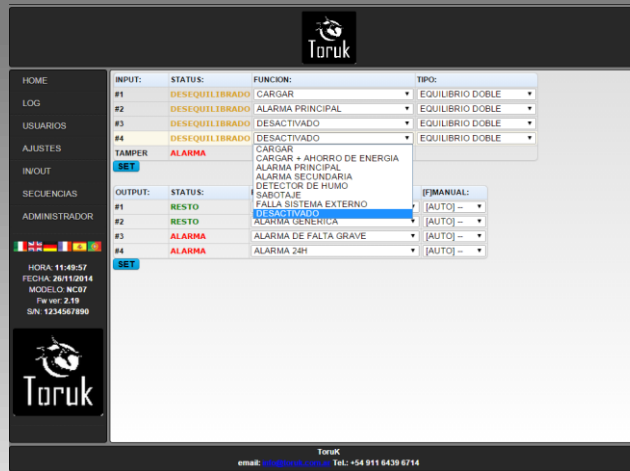 Toruk
HOME
LOG
USUARIOS
AJUSTES
IN/OUT
SECUENCIAS
ADMINISTRADOR
HORA: 11:49:57
FECHA: 26/11/2014
MODELO: NC07
Fw ver: 2.19
S/N: 1234567890
Toruk
INPUT: STATUS: FUNCION: TIPO:
#1 DESEQUILIBRADO CARGAR EQUILIBRIO DOBLE
#2 DESEQUILIBRADO ALARMA PRINCIPAL EQUILIBRIO DOBLE
#3 DESEQUILIBRADO DESACTIVADO EQUILIBRIO DOBLE
#4 DESEQUILIBRADO DESACTIVADO EQUILIBRIO DOBLE
TAMPER ALARMA
SET
CARGAR
CARGAR + AHORRO DE ENERGIA
ALARMA PRINCIPAL
ALARMA SECUNDARIA
DETECTOR DE HUMO
SABOTAJE
FALLA SISTEMA EXTERNO
DESACTIVADO
OUTPUT: STATUS: [F]MANUAL:
#1 RESTO [AUTO] --
#2 RESTO ALARMA GENERICA [AUTO] --
#3 ALARMA ALARMA DE FALTA GRAVE [AUTO] --
#4 ALARMA ALARMA 24H [AUTO] --
SET
ToruK
email: Tel.: +54 911 6439 6714